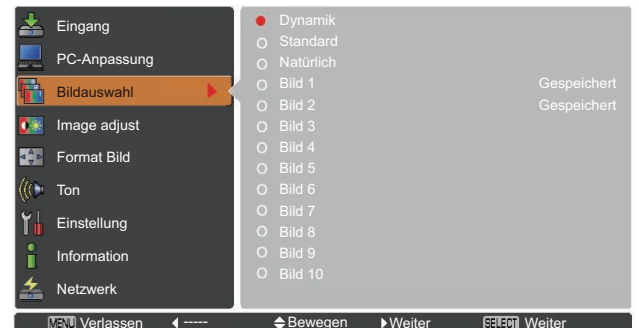 Eingang
PC-Anpassung
Bildauswahl
Image adjust
Format Bild
Ton
Einstellung
Information
Netzwerk
Dynamik
Standard
Natürlich
Bild 1 Gespeichert
Bild 2 Gespeichert
Bild 3
Bild 4
Bild 5
Bild 6
Bild 7
Bild 8
Bild 9
Bild 10
MENU Verlassen ----- Bewegen Weiter SELECT Weiter